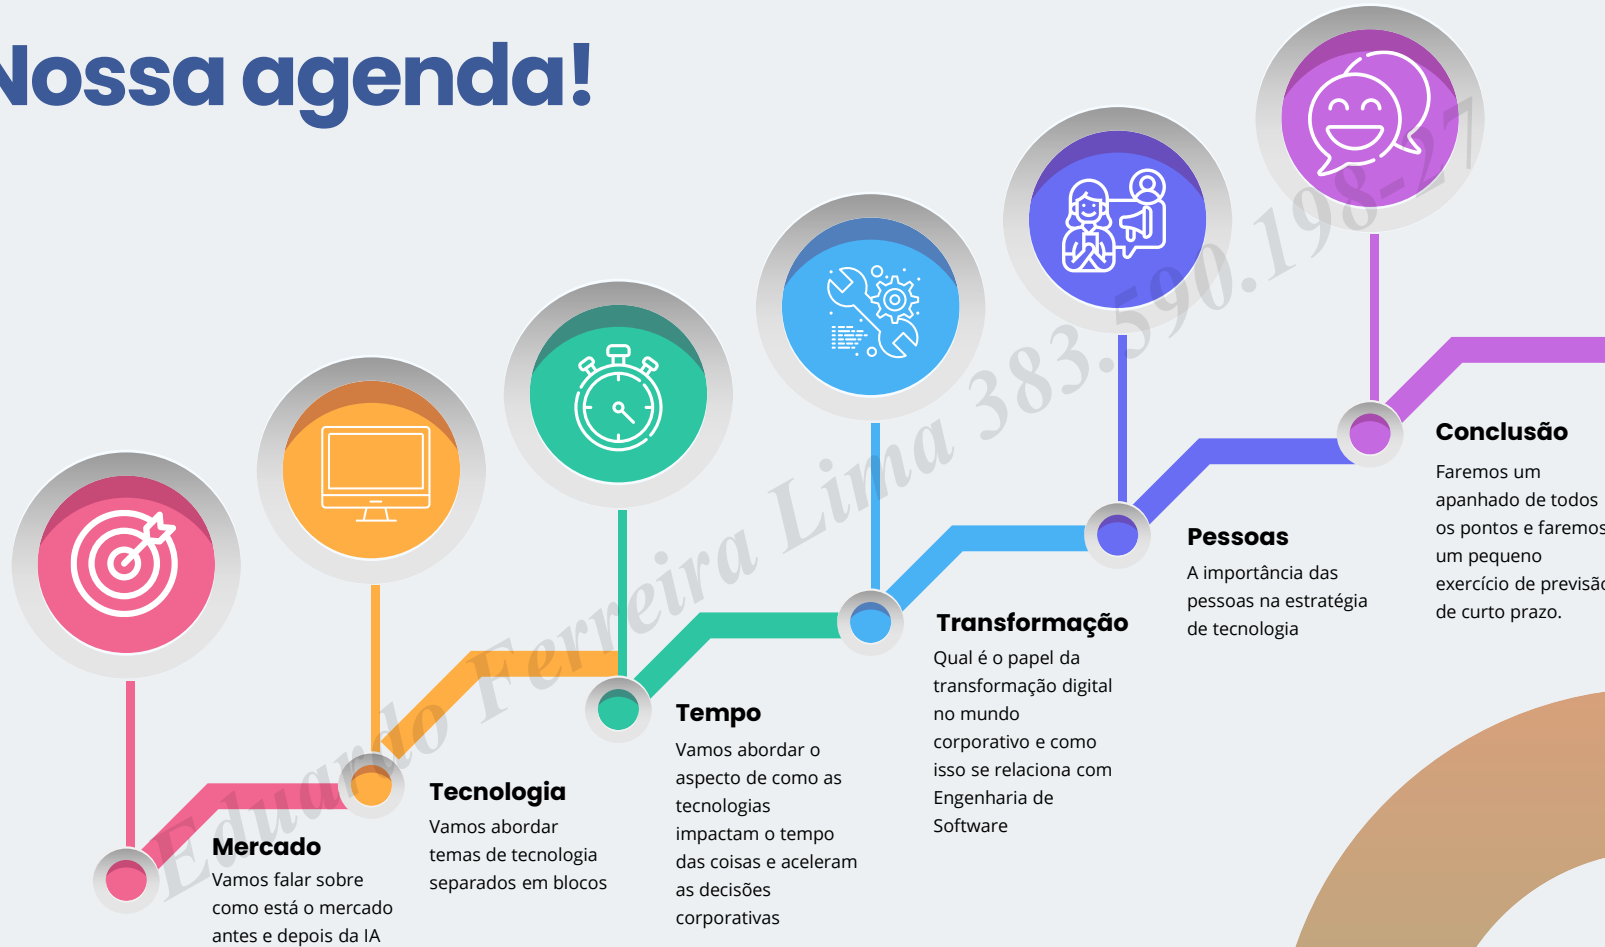 Nossa agenda!
Mercado
Vamos falar sobre
como está o mercado
antes e depois da IA
Tecnologia
Vamos abordar
temas de tecnologia
separados em blocos
Tempo
Vamos abordar o
aspecto de como as
tecnologias
impactam o tempo
das coisas e aceleram
as decisões
corporativas
Transformação
Qual é o papel da
transformação digital
no mundo
corporativo e como
isso se relaciona com
Engenharia de
Software
Pessoas
A importância das
pessoas na estratégia
de tecnologia
Conclusão
Faremos um
apanhado de todos
os pontos e faremos
um pequeno
exercício de previsão
de curto prazo.
Eduardo Ferreira Lima 383.590.198-27